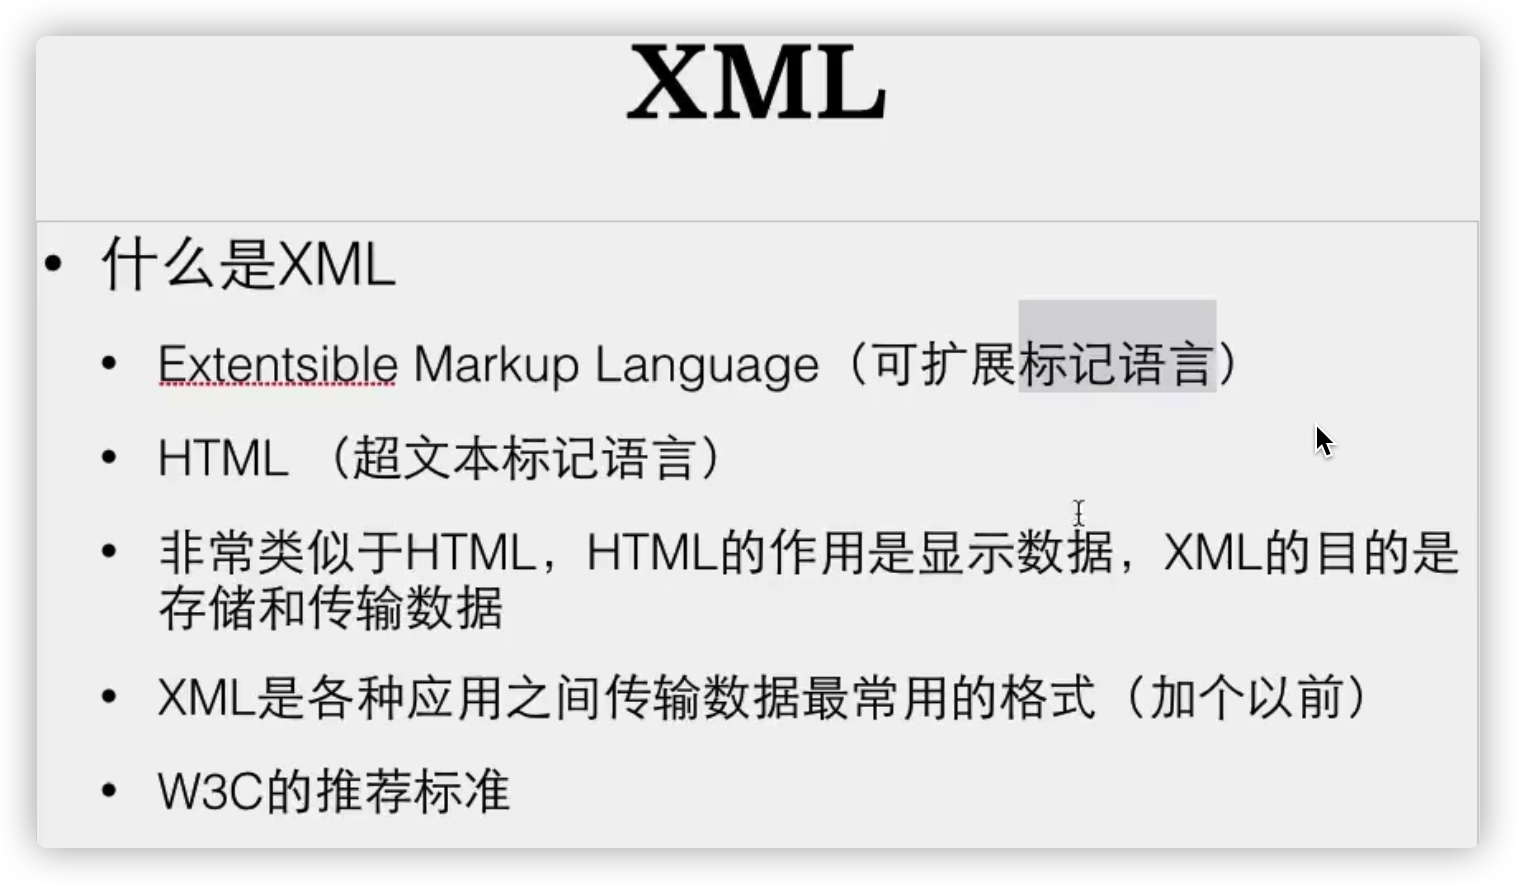 XML
• 什么是XML
• Extentsible Markup Language（可扩展标记语言）
• HTML （超文本标记语言）
• 非常类似于HTML，HTML的作用是显示数据，XML的目的是
存储和传输数据
• XML是各种应用之间传输数据最常用的格式（加个以前）
• W3C的推荐标准